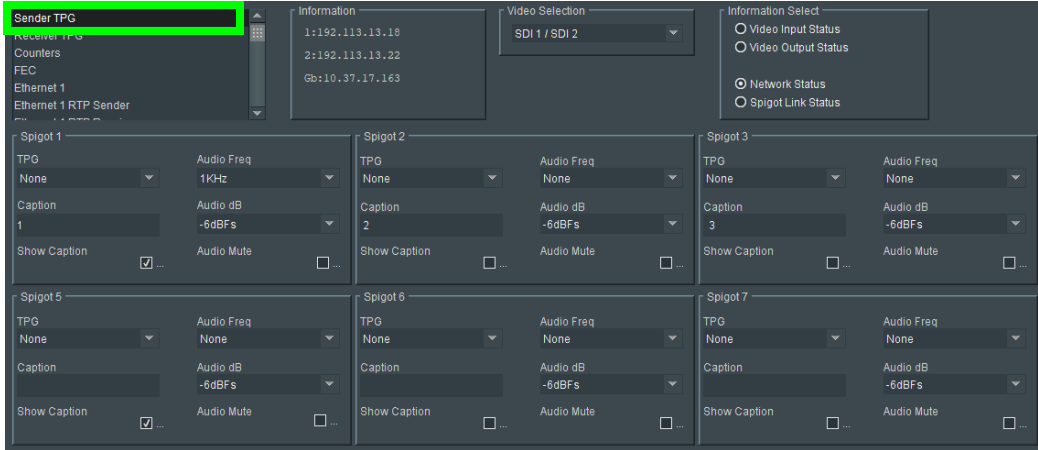 Sender TPG
Receiver TPG
Counters
FEC
Ethernet 1
Ethernet 1 RTP Sender
Information
1:192.113.13.18
2:192.113.13.22
Gb:10.37.17.163
Video Selection
SDI 1 / SDI 2
Information Select
Video Input Status
Video Output Status
Network Status
Spigot Link Status
Spigot 1
TPG
Audio Freq
None
1KHz
Caption
Audio dB
1
-6dBFs
Show Caption
...
Audio Mute
...
Spigot 2
TPG
Audio Freq
None
None
Caption
Audio dB
2
-6dBFs
Show Caption
...
Audio Mute
...
Spigot 3
TPG
Audio Freq
None
None
Caption
Audio dB
3
-6dBFs
Show Caption
...
Audio Mute
...
Spigot 5
TPG
Audio Freq
None
None
Caption
Audio dB
-6dBFs
Show Caption
...
Audio Mute
...
Spigot 6
TPG
Audio Freq
None
None
Caption
Audio dB
-6dBFs
Show Caption
...
Audio Mute
...
Spigot 7
TPG
Audio Freq
None
None
Caption
Audio dB
-6dBFs
Show Caption
...
Audio Mute
...